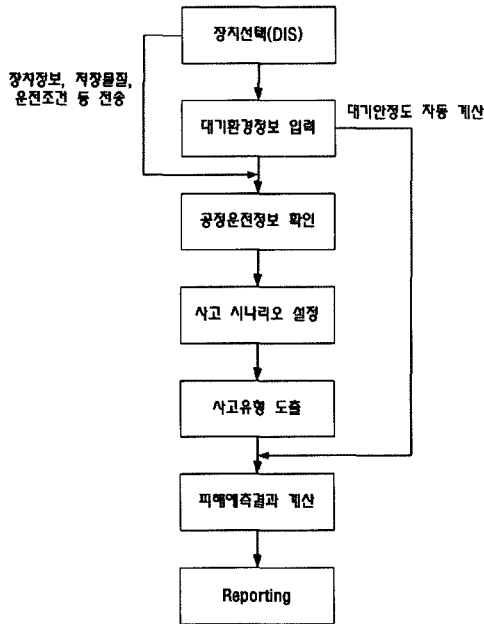 장치선택(DIS)
장치정보, 저장물질,
운전조건 등 전송
대기환경정보 입력
대기안정도 자동 계산
공정운전정보 확인
사고 시나리오 설정
사고유형 도출
피해예측결과 계산
Reporting